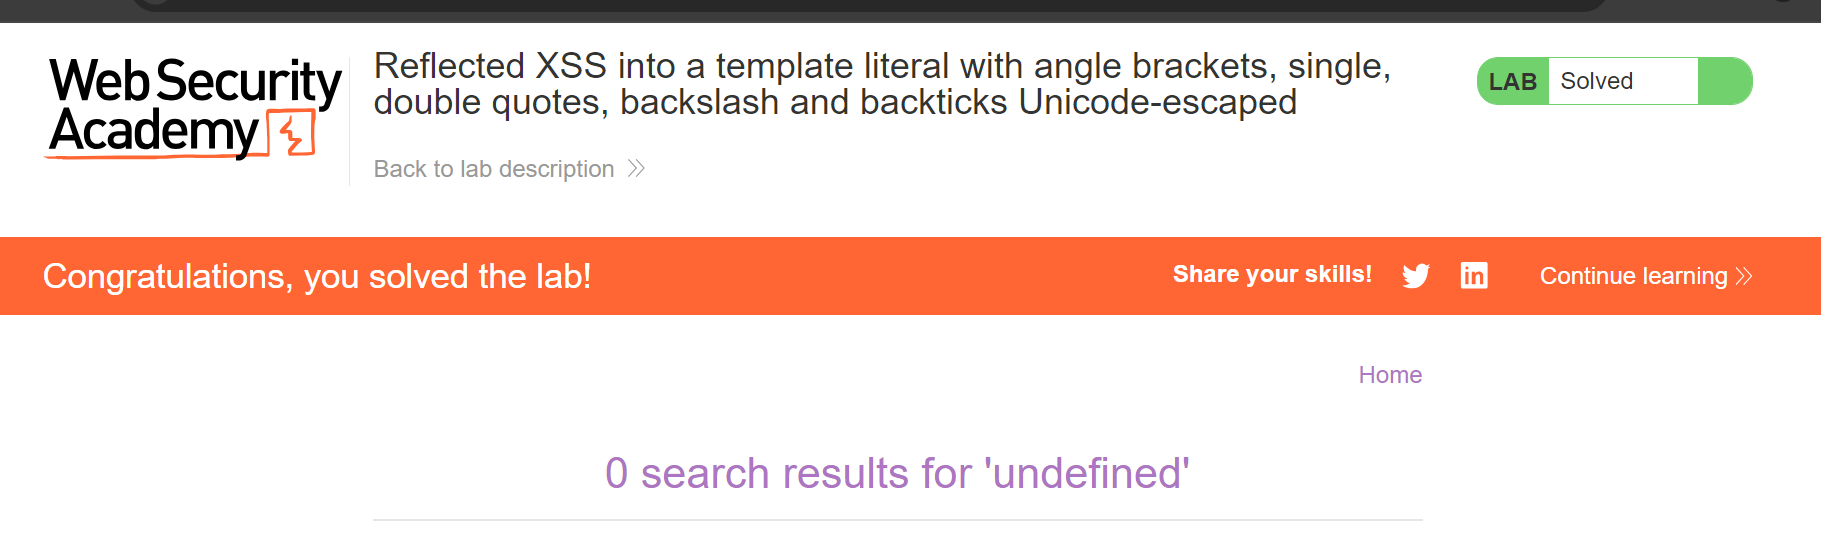 Web Security
Academy
Reflected XSS into a template literal with angle brackets, single,
double quotes, backslash and backticks Unicode-escaped
LAB Solved
Back to lab description
Congratulations, you solved the lab!
Share your skills!
in
Continue learning
Home
0 search results for 'undefined'